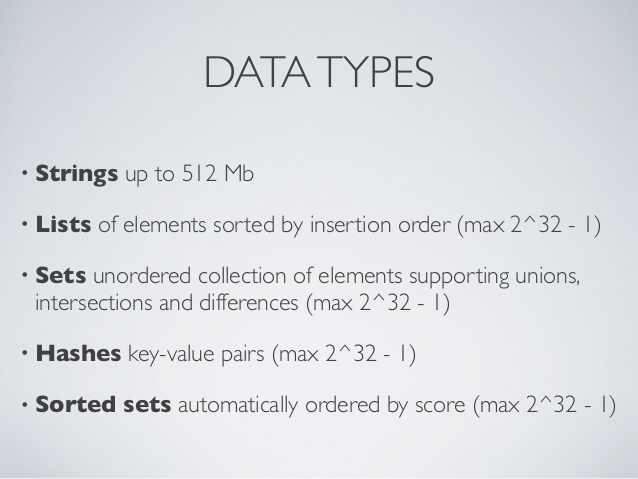 DATA TYPES
• Strings up to 512 Mb
• Lists of elements sorted by insertion order (max 2^32 - 1)
• Sets unordered collection of elements supporting unions,
intersections and differences (max 2^32 - 1)
• Hashes key-value pairs (max 2^32 - 1)
• Sorted sets automatically ordered by score (max 2^32 - 1)